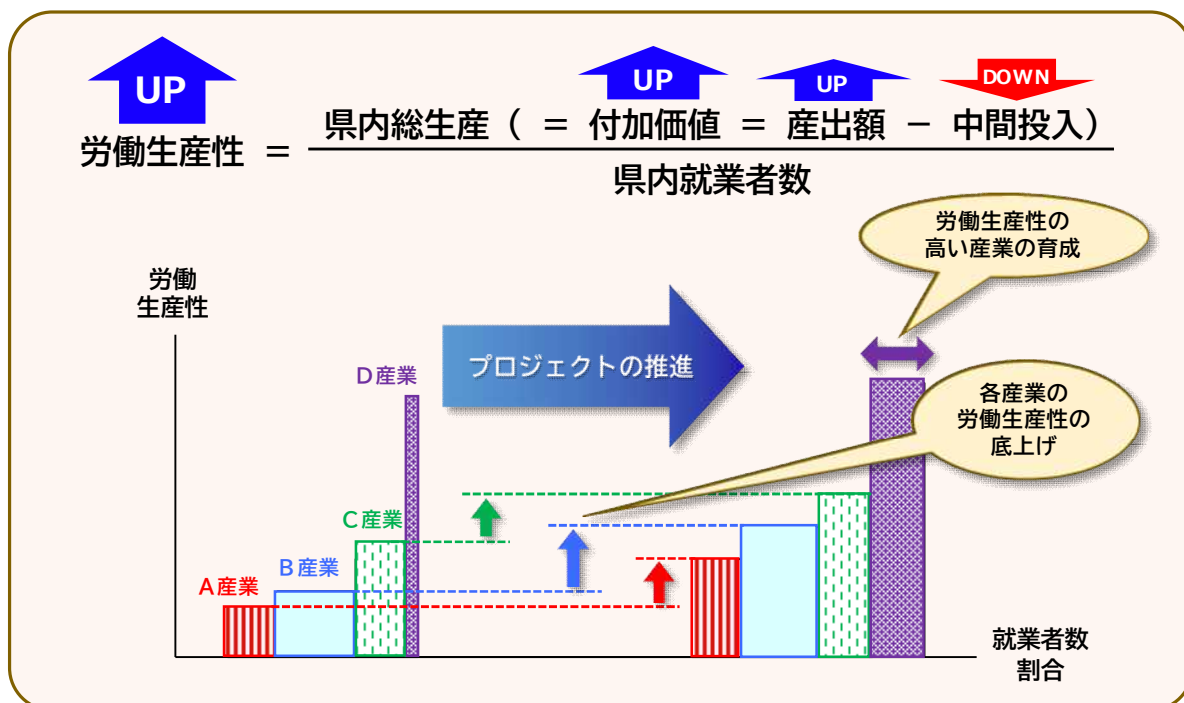 UP
UP
UP
DOWN
労働生産性 = 県内総生産 ( = 付加価値 = 産出額 － 中間投入)
県内就業者数
労働生産性の
高い産業の育成
労働
生産性
プロジェクトの推進
D産業
各産業の
労働生産性の
底上げ
C産業
B産業
A産業
就業者数
割合